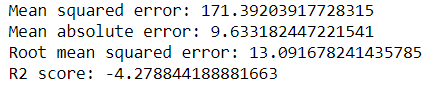 Mean squared error: 171.39203917728315
Mean absolute error: 9.633182447221541
Root mean squared error: 13.091678241435785
R2 score: -4.278844188881663